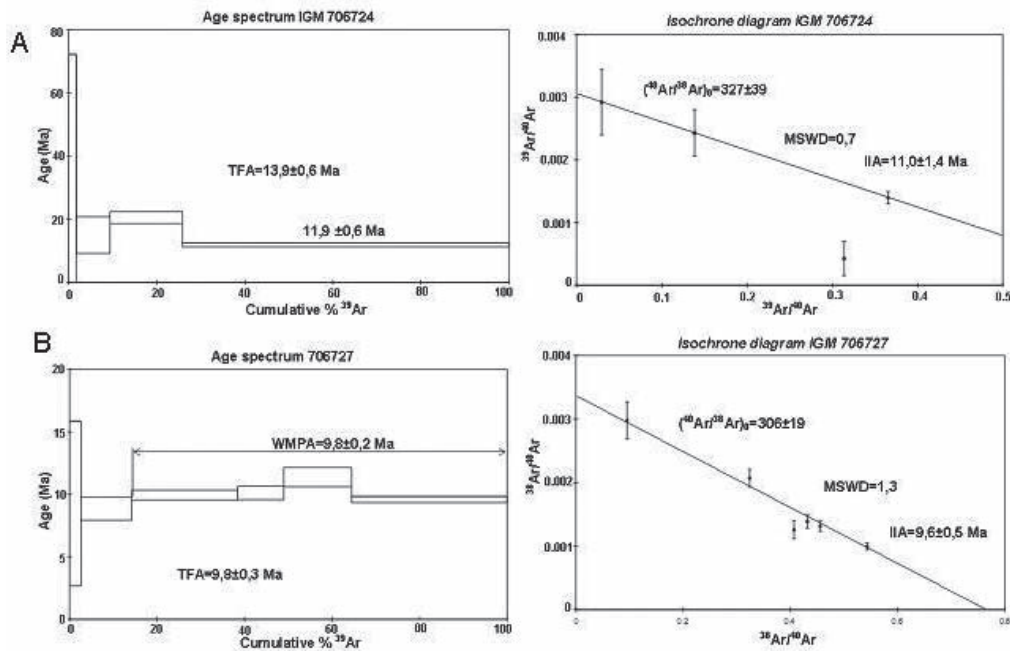 A
Age spectrum IGM 706724
80
60
40
20
0
Age (Ma)
TFA=13,9±0,6 Ma
11,9 ±0,6 Ma
0 20 40 60 80 100
Cumulative % ³⁹Ar
Isochrone diagram IGM 706724
0.004
0.003
0.002
0.001
0
³⁹Ar/⁴⁰Ar
(⁴⁰Ar/³⁸Ar)₀=327±39
MSWD=0,7
IIA=11,0±1,4 Ma
0 0.1 0.2 0.3 0.4 0.5
³⁹Ar/⁴⁰Ar
B
Age spectrum 706727
20
15
10
5
0
Age (Ma)
WMPA=9,8±0,2 Ma
TFA=9,8±0,3 Ma
0 20 40 60 80 100
Cumulative % ³⁹Ar
Isochrone diagram IGM 706727
0.004
0.003
0.002
0.001
0
³⁸Ar/⁴⁰Ar
(⁴⁰Ar/³⁸Ar)₀=306±19
MSWD=1,3
IIA=9,6±0,5 Ma
0 0.2 0.4 0.6 0.8
³⁸Ar/⁴⁰Ar